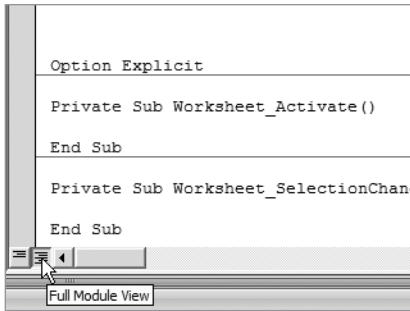 Option Explicit
Private Sub Worksheet_Activate()
End Sub
Private Sub Worksheet_SelectionChan
End Sub
Full Module View